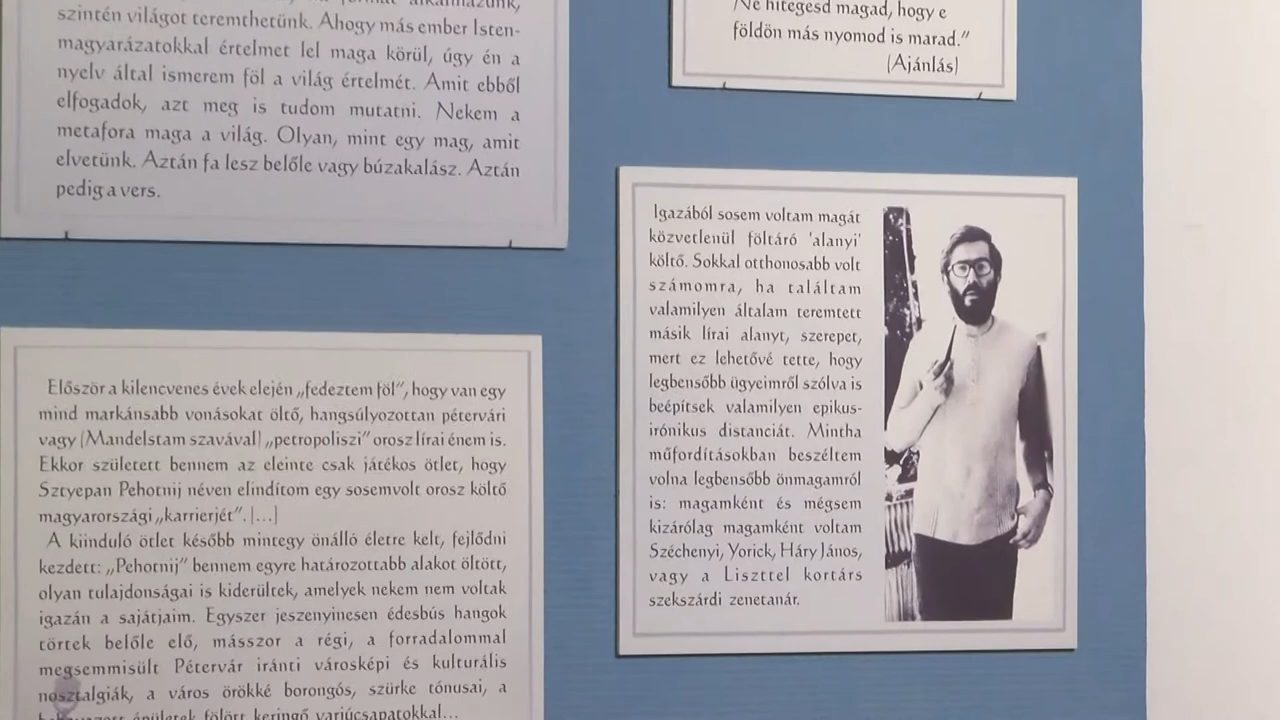 szintén világot teremthetünk. Ahogy más ember Isten-
magyarázatokkal értelmet lel maga körül, úgy én a
nyelv által ismerem föl a világ értelmét. Amit ebből
elfogadok, azt meg is tudom mutatni. Nekem a
metafora maga a világ. Olyan, mint egy mag, amit
elvetünk. Aztán fa lesz belőle vagy búzakalász. Aztán
pedig a vers.
Ne hitegesd magad, hogy e
földön más nyomod is marad."
(Ajánlás)
Először a kilencvenes évek elején „fedeztem föl", hogy van egy
mind markánsabb vonásokat öltő, hangsúlyozottan pétervári
vagy (Mandelstam szavával) „petropoliszi" orosz lírai énem is.
Ekkor született bennem az eleinte csak játékos ötlet, hogy
Sztyepan Pehotnij néven elindítom egy sosemvolt orosz költő
magyarországi „karrierjét". [...]
A kiinduló ötlet később mintegy önálló életre kelt, fejlődni
kezdett: „Pehotnij" bennem egyre határozottabb alakot öltött,
olyan tulajdonságai is kiderültek, amelyek nekem nem voltak
igazán a sajátjaim. Egyszer jeszenyinesen édesbús hangok
törtek belőle elő, másszor a régi, a forradalommal
megsemmisült Pétervár iránti városképi és kulturális
nosztalgiák, a város örökké borongós, szürke tónusai, a
épületek fölött keringő varjúcsapatokkal...
Igazából sosem voltam magát
közvetlenül föltáró 'alanyi'
költő. Sokkal otthonosabb volt
számomra, ha találtam
valamilyen általam teremtett
másik lírai alanyt, szerepet,
mert ez lehetővé tette, hogy
legbensőbb ügyeimről szólva is
beépítsek valamilyen epikus-
irónikus distanciát. Mintha
műfordításokban beszéltem
volna legbensőbb önmagamról
is: magamként és mégsem
kizárólag magamként voltam
Széchenyi, Yorick, Háry János,
vagy a Liszttel kortárs
szekszárdi zenetanár.